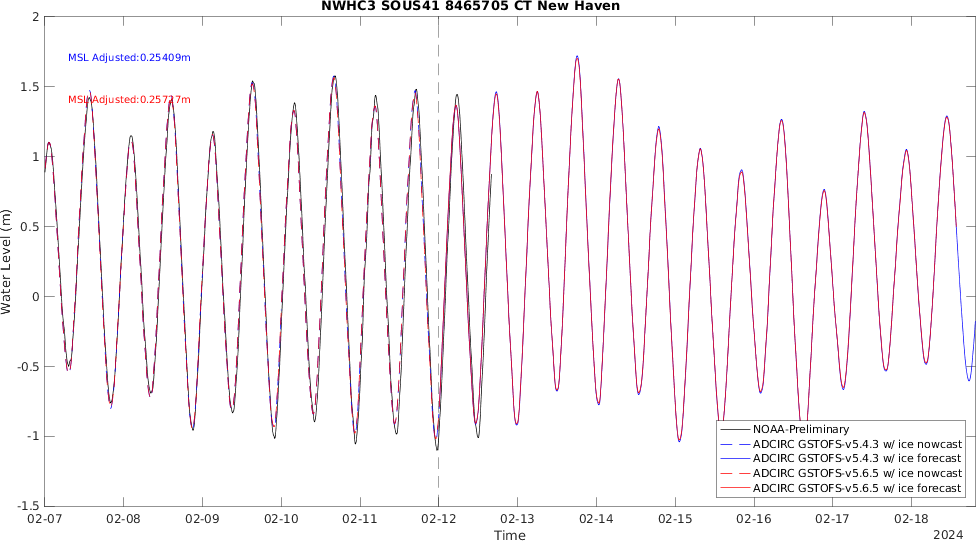 NWHC3 SOUS41 8465705 CT New Haven
2
1.5
1
0.5
0
-0.5
-1
-1.5
Water Level (m)
MSL Adjusted:0.25409m
MSL Adjusted:0.25777m
NOAA-Preliminary
ADCIRC GSTOFS-v5.4.3 w/ ice nowcast
ADCIRC GSTOFS-v5.4.3 w/ ice forecast
ADCIRC GSTOFS-v5.6.5 w/ ice nowcast
ADCIRC GSTOFS-v5.6.5 w/ ice forecast
02-07 02-08 02-09 02-10 02-11 02-12 02-13 02-14 02-15 02-16 02-17 02-18
Time
2024